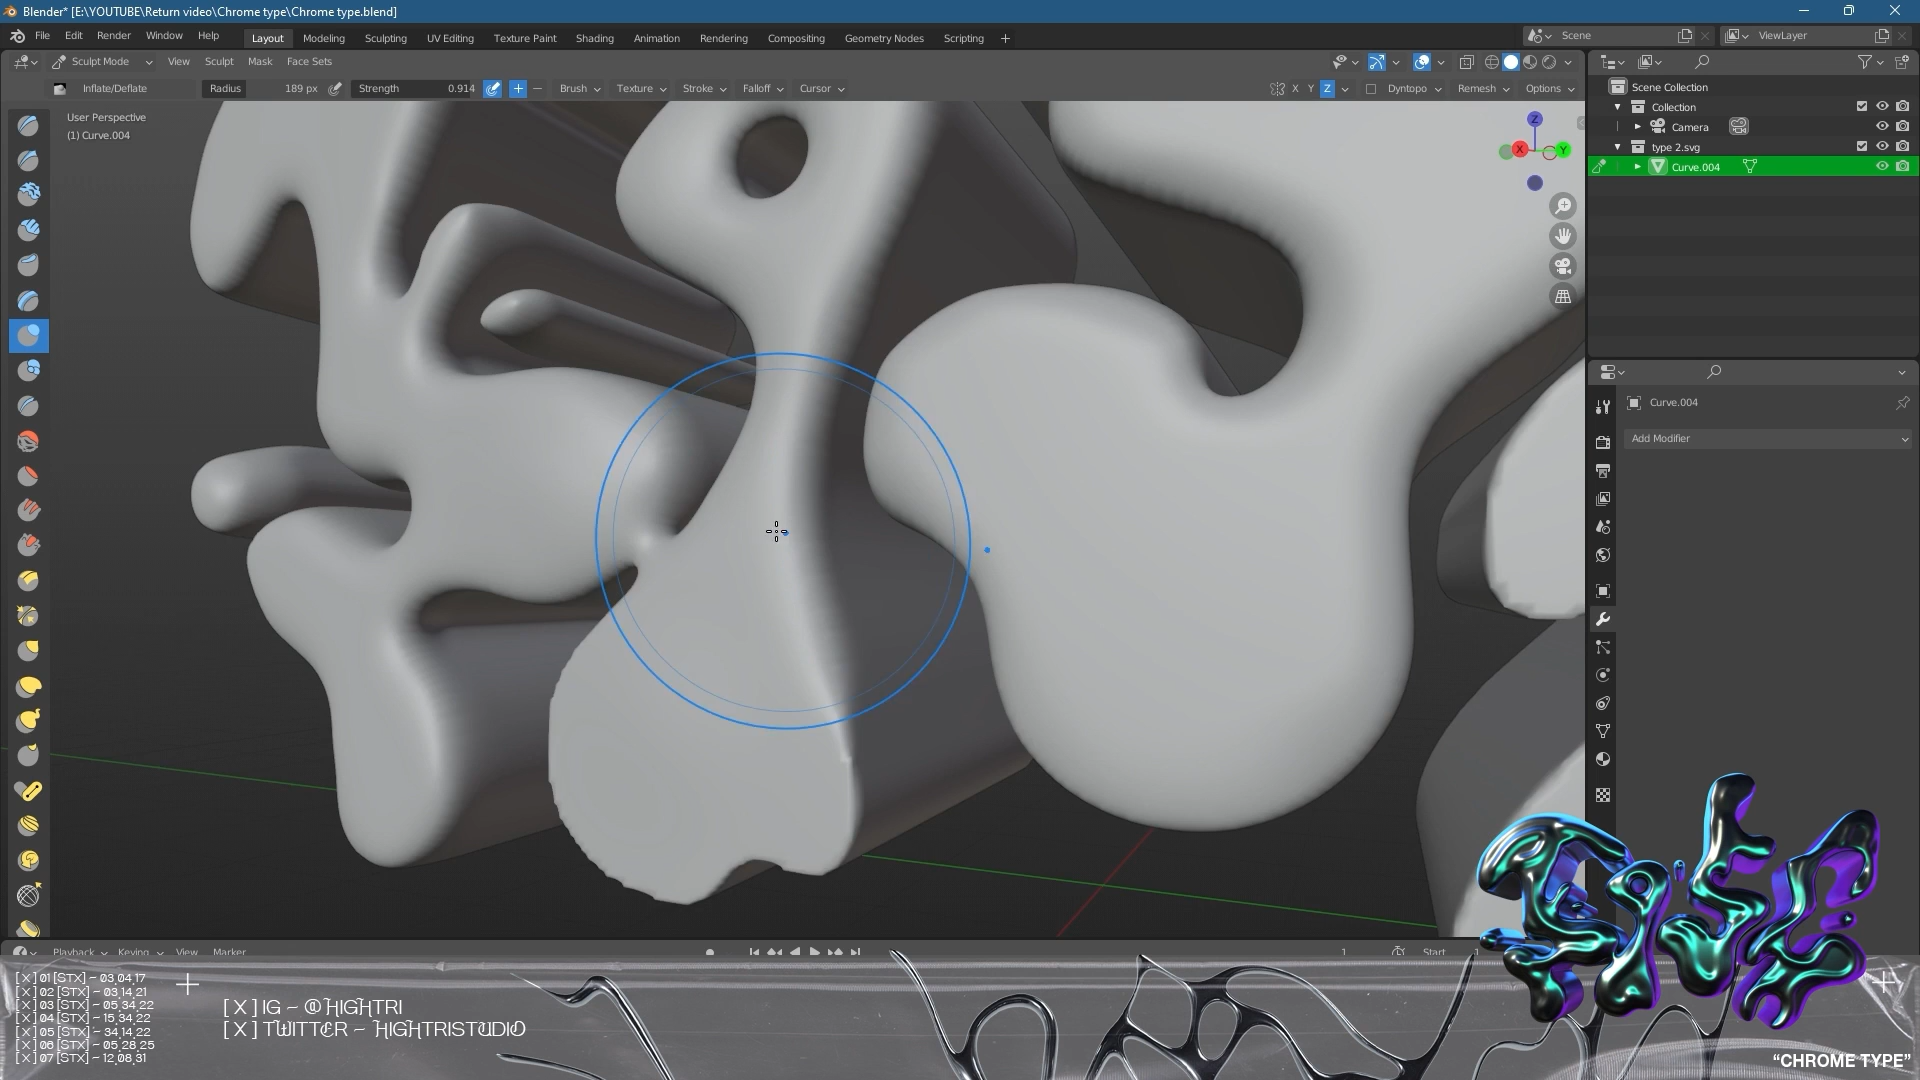 Blender* [E:\YOUTUBE\Return video\Chrome type\Chrome type.blend]
File Edit Render Window Help Layout Modeling Sculpting UV Editing Texture Paint Shading Animation Rendering Compositing Geometry Nodes Scripting + Scene ViewLayer
Sculpt Mode View Sculpt Mask Face Sets
Inflate/Deflate Radius 189 px Strength 0.914 Brush Texture Stroke Falloff Cursor X Y Z Dyntopo Remesh Options
User Perspective
(1) Curve.004
Z
X Y
Scene Collection
Collection
Camera
type 2.svg
Curve.004
Curve.004
Add Modifier
Playback Keying View Marker 1 Start
[X] 01 [STX] – 03,04,17
[X] 02 [STX] – 03,14,21
[X] 03 [STX] – 05,34,22
[X] 04 [STX] – 15,34,22
[X] 05 [STX] – 34,14,22
[X] 06 [STX] – 05,28,25
[X] 07 [STX] – 12,08,31
[X] IG – @HIGHTRI
[X] TWITTER – HIGHTRISTUDIO
“CHROME TYPE”